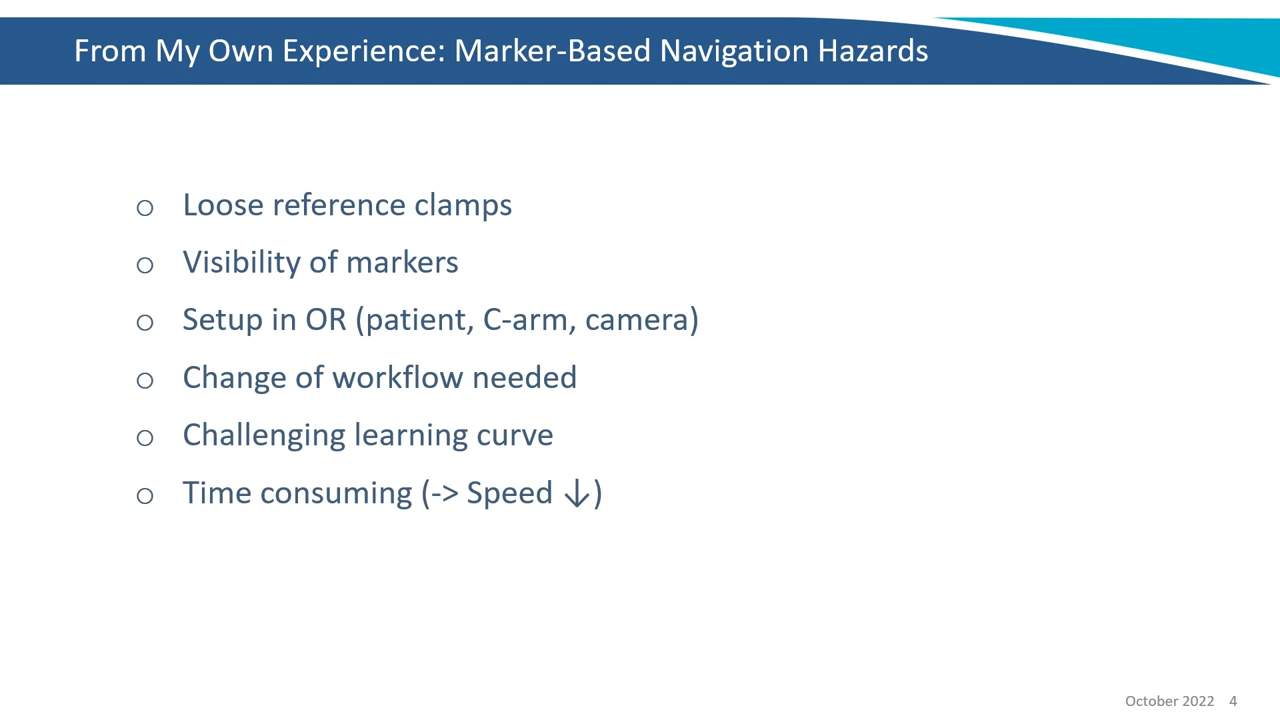 From My Own Experience: Marker-Based Navigation Hazards
o Loose reference clamps
o Visibility of markers
o Setup in OR (patient, C-arm, camera)
o Change of workflow needed
o Challenging learning curve
o Time consuming (-> Speed ↓)
October 2022 4